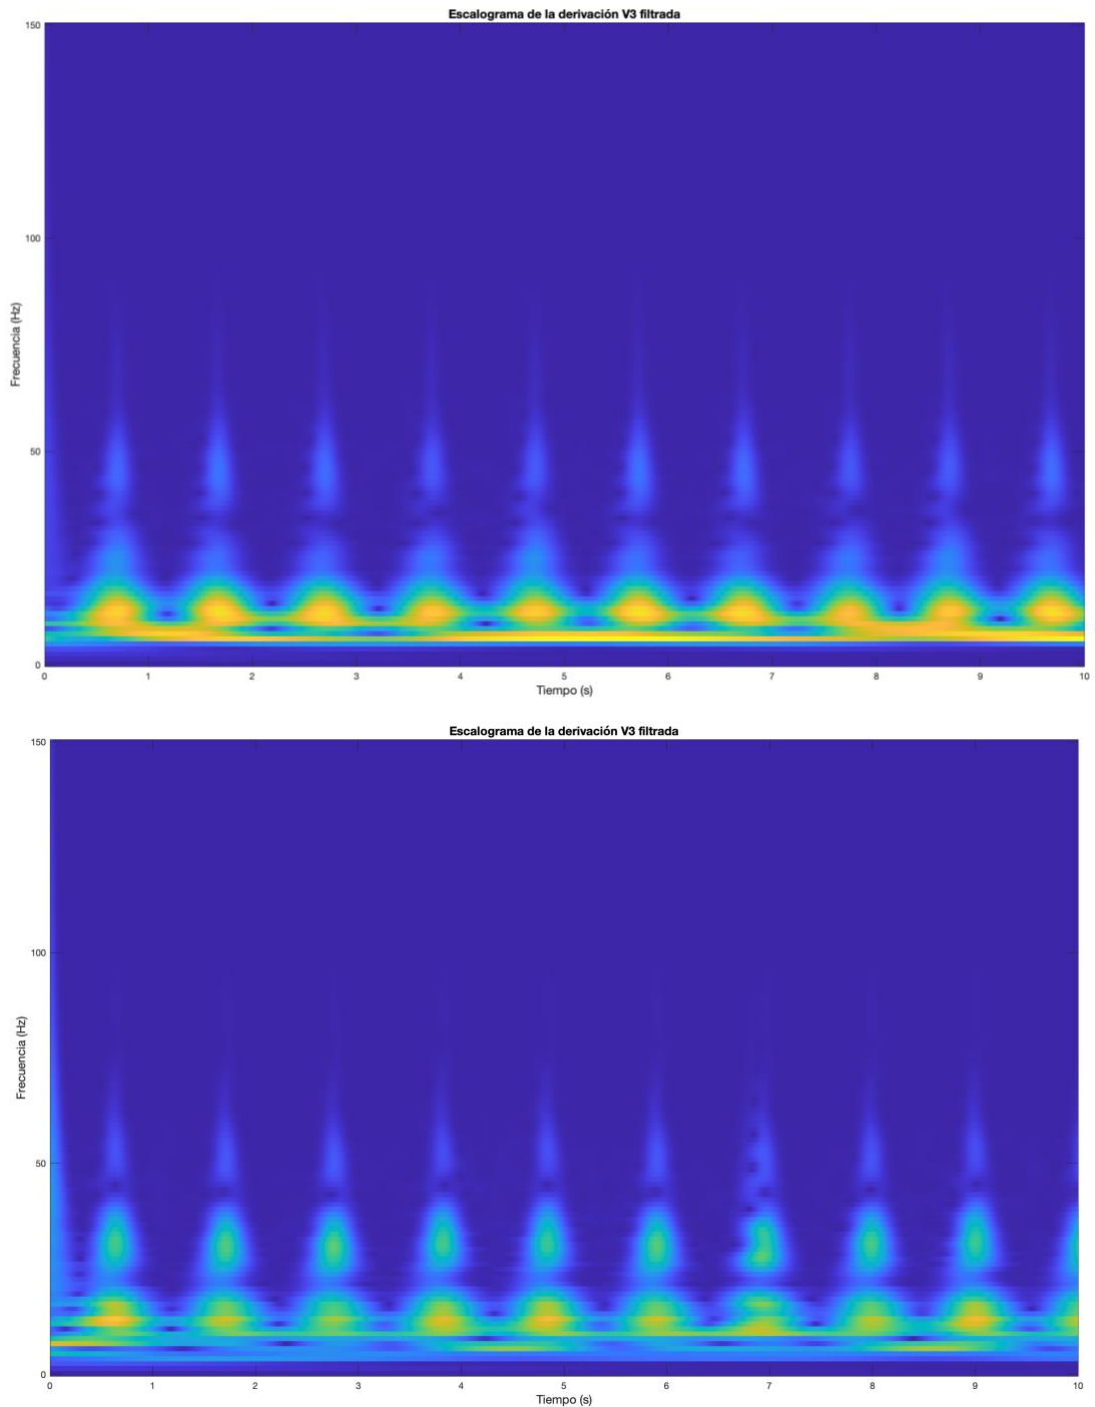 Escalograma de la derivación V3 filtrada
150
100
50
0
Frecuencia (Hz)
0 1 2 3 4 5 6 7 8 9 10
Tiempo (s)
Escalograma de la derivación V3 filtrada
150
100
50
0
Frecuencia (Hz)
0 1 2 3 4 5 6 7 8 9 10
Tiempo (s)